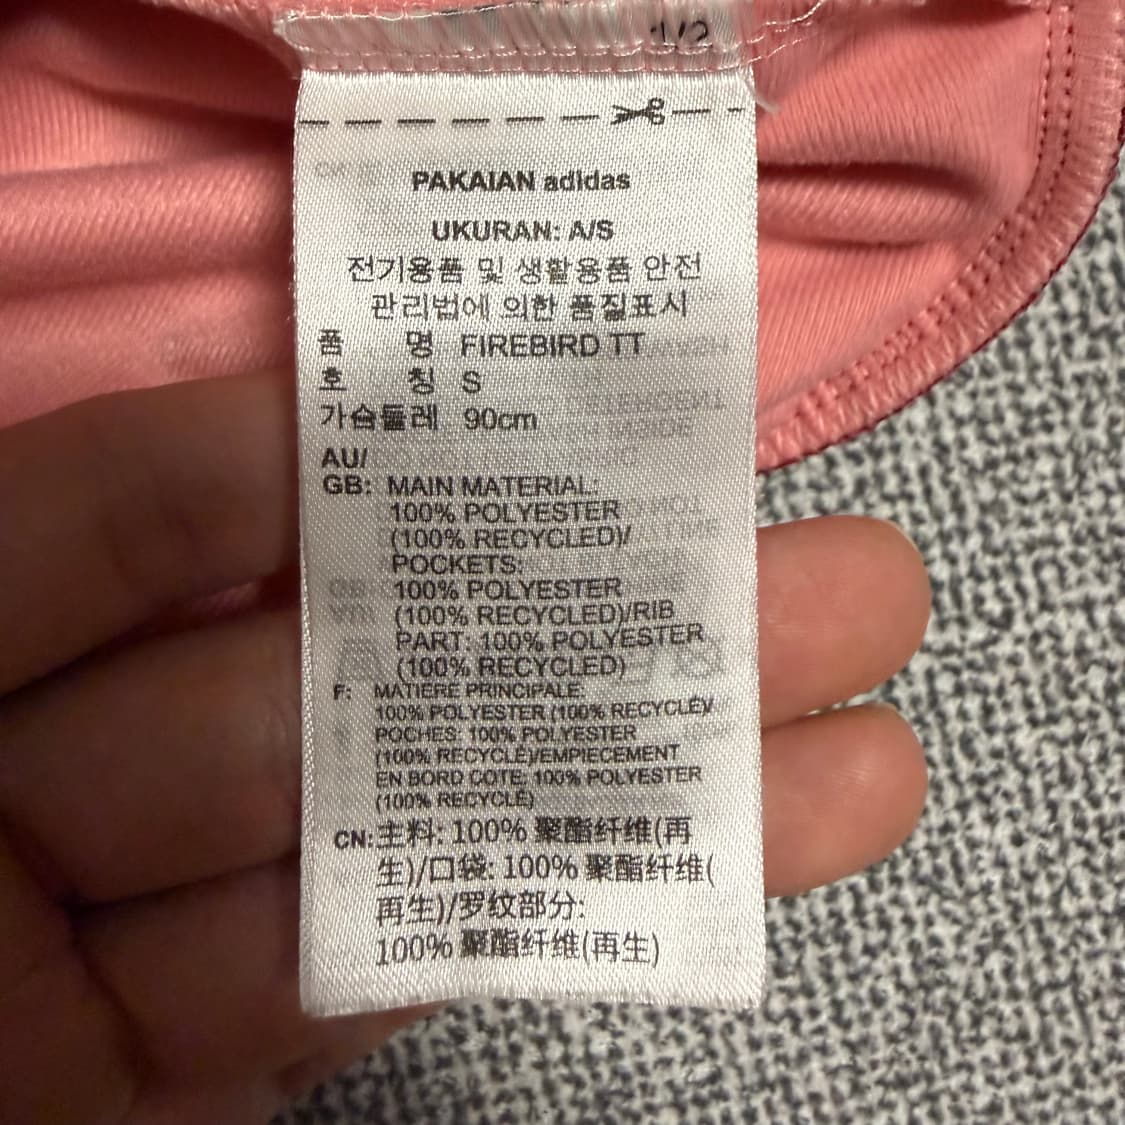 1/2
PAKAIAN adidas
UKURAN: A/S
전기용품 및 생활용품 안전
관리법에 의한 품질표시
품 명 FIREBIRD TT
호 칭 S
가슴둘레 90cm
AU/
GB: MAIN MATERIAL:
100% POLYESTER
(100% RECYCLED)/
POCKETS:
100% POLYESTER
(100% RECYCLED)/RIB
PART: 100% POLYESTER
(100% RECYCLED)
F: MATIERE PRINCIPALE:
100% POLYESTER (100% RECYCLÉ)/
POCHES: 100% POLYESTER
(100% RECYCLÉ)/EMPIECEMENT
EN BORD COTE: 100% POLYESTER
(100% RECYCLÉ)
CN: 主料: 100% 聚酯纤维(再
生)/口袋: 100% 聚酯纤维(
再生)/罗纹部分:
100% 聚酯纤维(再生)